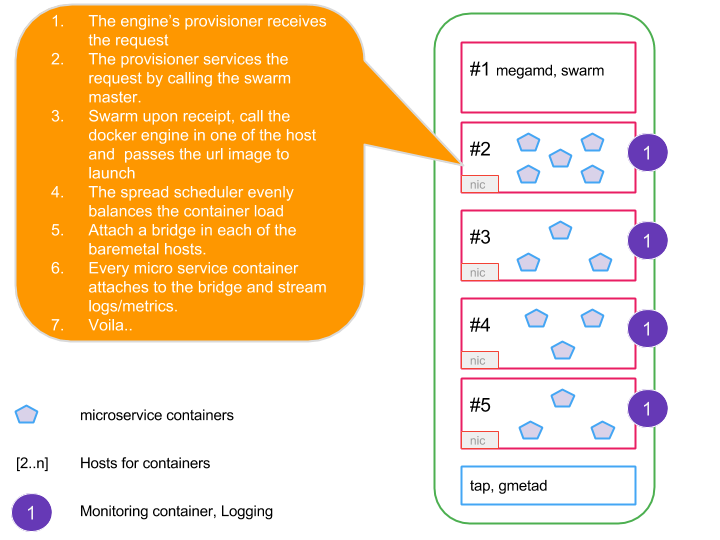 1. The engine's provisioner receives
the request
2. The provisioner services the
request by calling the swarm
master.
3. Swarm upon receipt, call the
docker engine in one of the host
and passes the url image to
launch
4. The spread scheduler evenly
balances the container load
5. Attach a bridge in each of the
baremetal hosts.
6. Every micro service container
attaches to the bridge and stream
logs/metrics.
7. Voila..
#1 megamd, swarm
#2
1
nic
#3
1
nic
#4
1
nic
#5
1
nic
tap, gmetad
microservice containers
[2..n] Hosts for containers
1 Monitoring container, Logging